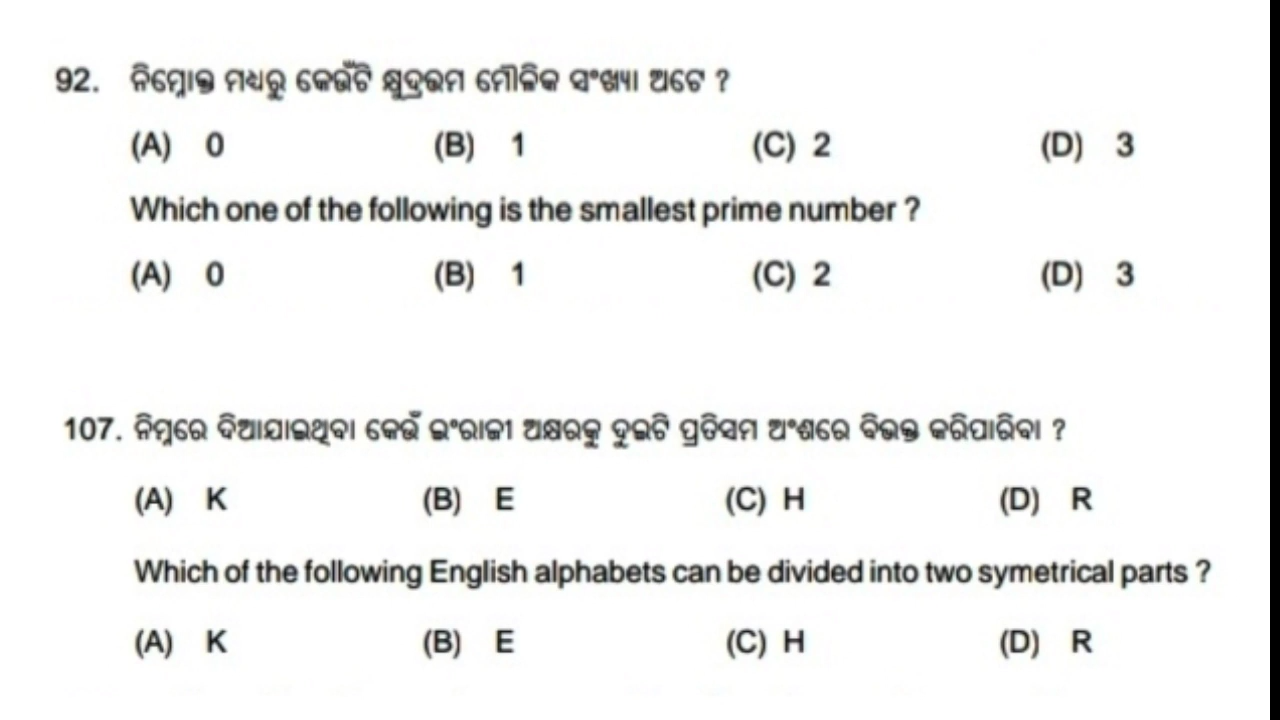 92. ନିମ୍ନୋକ୍ତ ମଧ୍ୟରୁ କେଉଁଟି କ୍ଷୁଦ୍ରତମ ମୌଳିକ ସଂଖ୍ୟା ଅଟେ ?
(A) 0 (B) 1 (C) 2 (D) 3
Which one of the following is the smallest prime number ?
(A) 0 (B) 1 (C) 2 (D) 3
107. ନିମ୍ନରେ ଦିଆଯାଇଥିବା କେଉଁ ଇଂରାଜୀ ଅକ୍ଷରକୁ ଦୁଇଟି ପ୍ରତିସମ ଅଂଶରେ ବିଭକ୍ତ କରିପାରିବା ?
(A) K (B) E (C) H (D) R
Which of the following English alphabets can be divided into two symetrical parts ?
(A) K (B) E (C) H (D) R